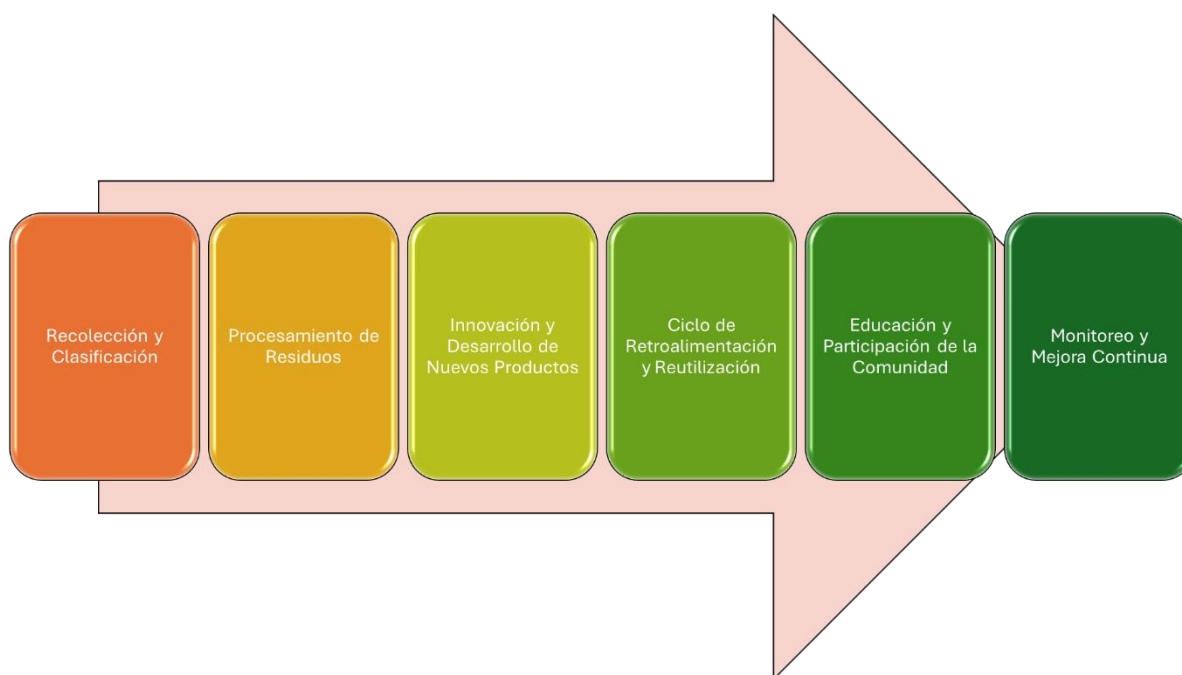 Recolección y
Clasificación
Procesamiento de
Residuos
Innovación y
Desarrollo de
Nuevos Productos
Ciclo de
Retroalimentación
y Reutilización
Educación y
Participación de la
Comunidad
Monitoreo y
Mejora Continua